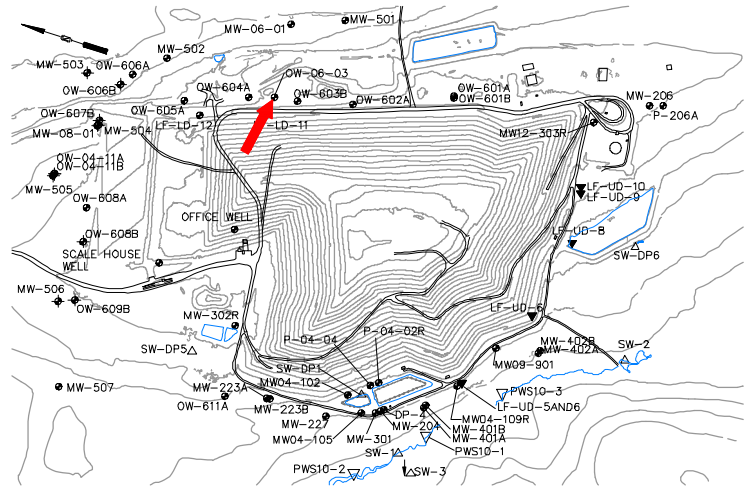 MW-06-01
MW-501
MW-502
MW-503
OW-606A
OW-606B
OW-06-03
OW-604A
OW-603B
OW-602A
OW-601A
OW-601B
MW-206
P-206A
OW-605A
LF-LD-12
-LD-11
OW-607B
MW-08-01
MW-504
MW12-303R
OW-04-11A
OW-04-11B
MW-505
OW-608A
LF-UD-10
LF-UD-9
OFFICE WELL
LF-UD-8
OW-608B
SCALE HOUSE
WELL
SW-DP6
MW-506
OW-609B
MW-302R
LF-UD-6
P-04-04
P-04-02R
SW-DP5
SW-DP1
MW-402B
MW-402A
SW-2
MW09-901
MW-507
MW-223A
MW04-102
PWS10-3
OW-611A
MW-223B
LF-UD-5AND6
MW-227
DP-4
MW04-109R
MW04-105
MW-301
MW-204
MW-401B
MW-401A
SW-1
PWS10-1
PWS10-2
SW-3